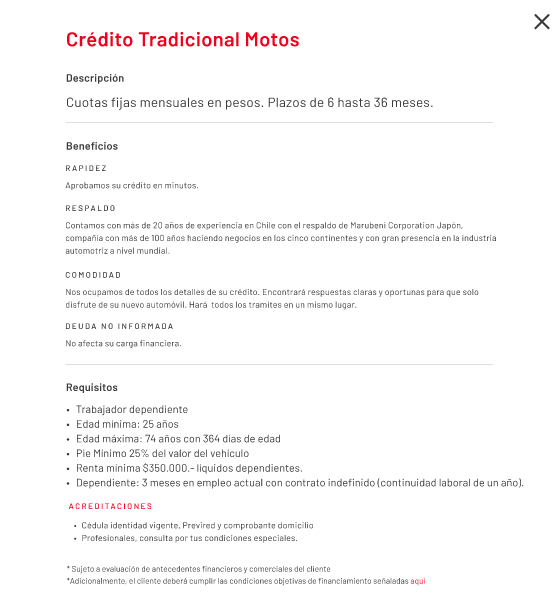 Crédito Tradicional Motos
Descripción
Cuotas fijas mensuales en pesos. Plazos de 6 hasta 36 meses.
Beneficios
RAPIDEZ
Aprobamos su crédito en minutos.
RESPALDO
Contamos con más de 20 años de experiencia en Chile con el respaldo de Marubeni Corporation Japón,
compañía con más de 100 años haciendo negocios en los cinco continentes y con gran presencia en la industria
automotriz a nivel mundial.
COMODIDAD
Nos ocupamos de todos los detalles de su crédito. Encontrará respuestas claras y oportunas para que solo
disfrute de su nuevo automóvil. Hará todos los tramites en un mismo lugar.
DEUDA NO INFORMADA
No afecta su carga financiera.
Requisitos
• Trabajador dependiente
• Edad mínima: 25 años
• Edad máxima: 74 años con 364 días de edad
• Pie Mínimo 25% del valor del vehículo
• Renta mínima $350.000.- líquidos dependientes.
• Dependiente: 3 meses en empleo actual con contrato indefinido (continuidad laboral de un año).
ACREDITACIONES
• Cédula identidad vigente, Previred y comprobante domicilio
• Profesionales, consulta por tus condiciones especiales.
* Sujeto a evaluación de antecedentes financieros y comerciales del cliente
*Adicionalmente, el cliente deberá cumplir las condiciones objetivas de financiamiento señaladas aquí